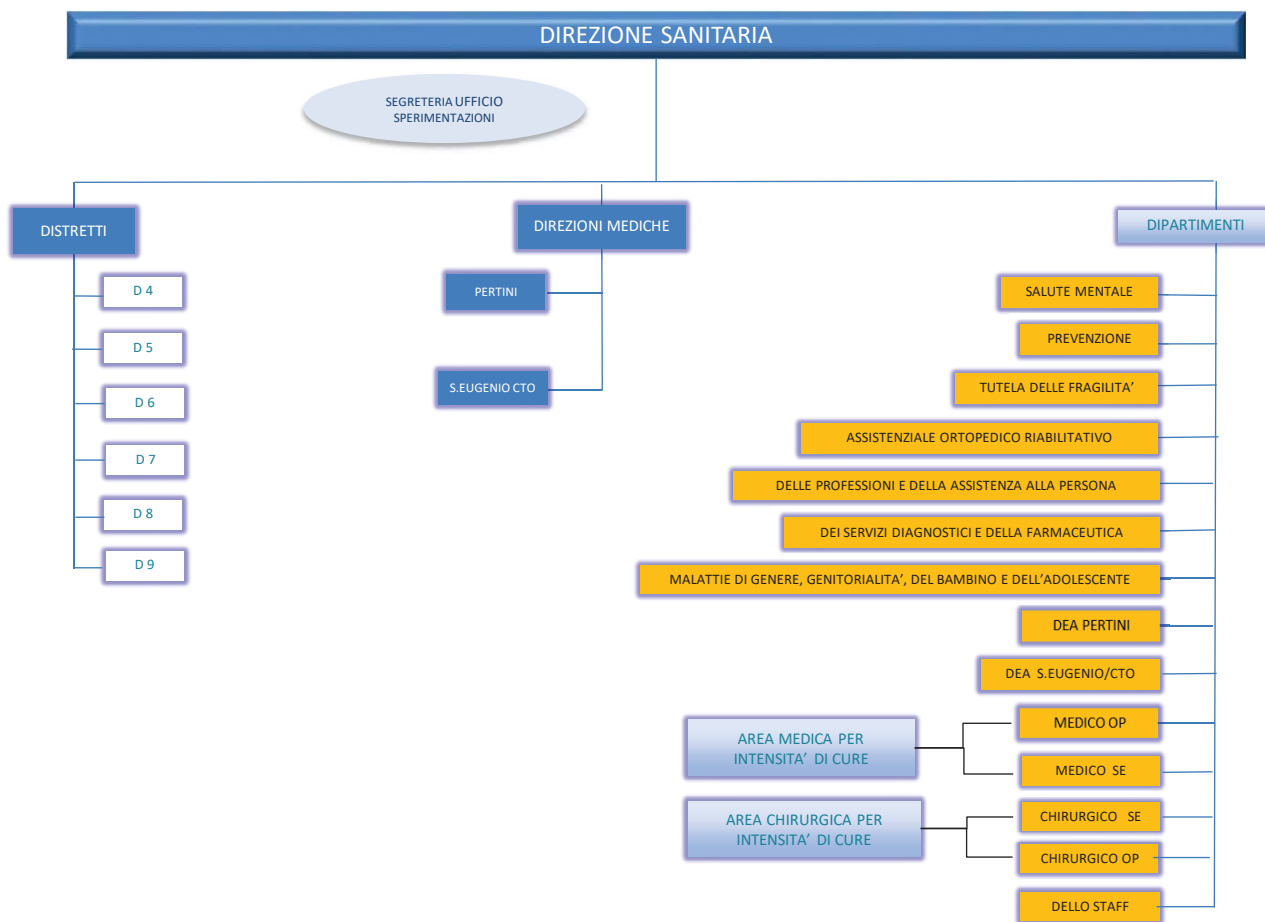 DIREZIONE SANITARIA
SEGRETERIA UFFICIO
SPERIMENTAZIONI
DISTRETTI
D 4
D 5
D 6
D 7
D 8
D 9
DIREZIONI MEDICHE
PERTINI
S.EUGENIO CTO
DIPARTIMENTI
SALUTE MENTALE
PREVENZIONE
TUTELA DELLE FRAGILITA’
ASSISTENZIALE ORTOPEDICO RIABILITATIVO
DELLE PROFESSIONI E DELLA ASSISTENZA ALLA PERSONA
DEI SERVIZI DIAGNOSTICI E DELLA FARMACEUTICA
MALATTIE DI GENERE, GENITORIALITA’, DEL BAMBINO E DELL’ADOLESCENTE
DEA PERTINI
DEA S.EUGENIO/CTO
AREA MEDICA PER
INTENSITA’ DI CURE
MEDICO OP
MEDICO SE
AREA CHIRURGICA PER
INTENSITA’ DI CURE
CHIRURGICO SE
CHIRURGICO OP
DELLO STAFF